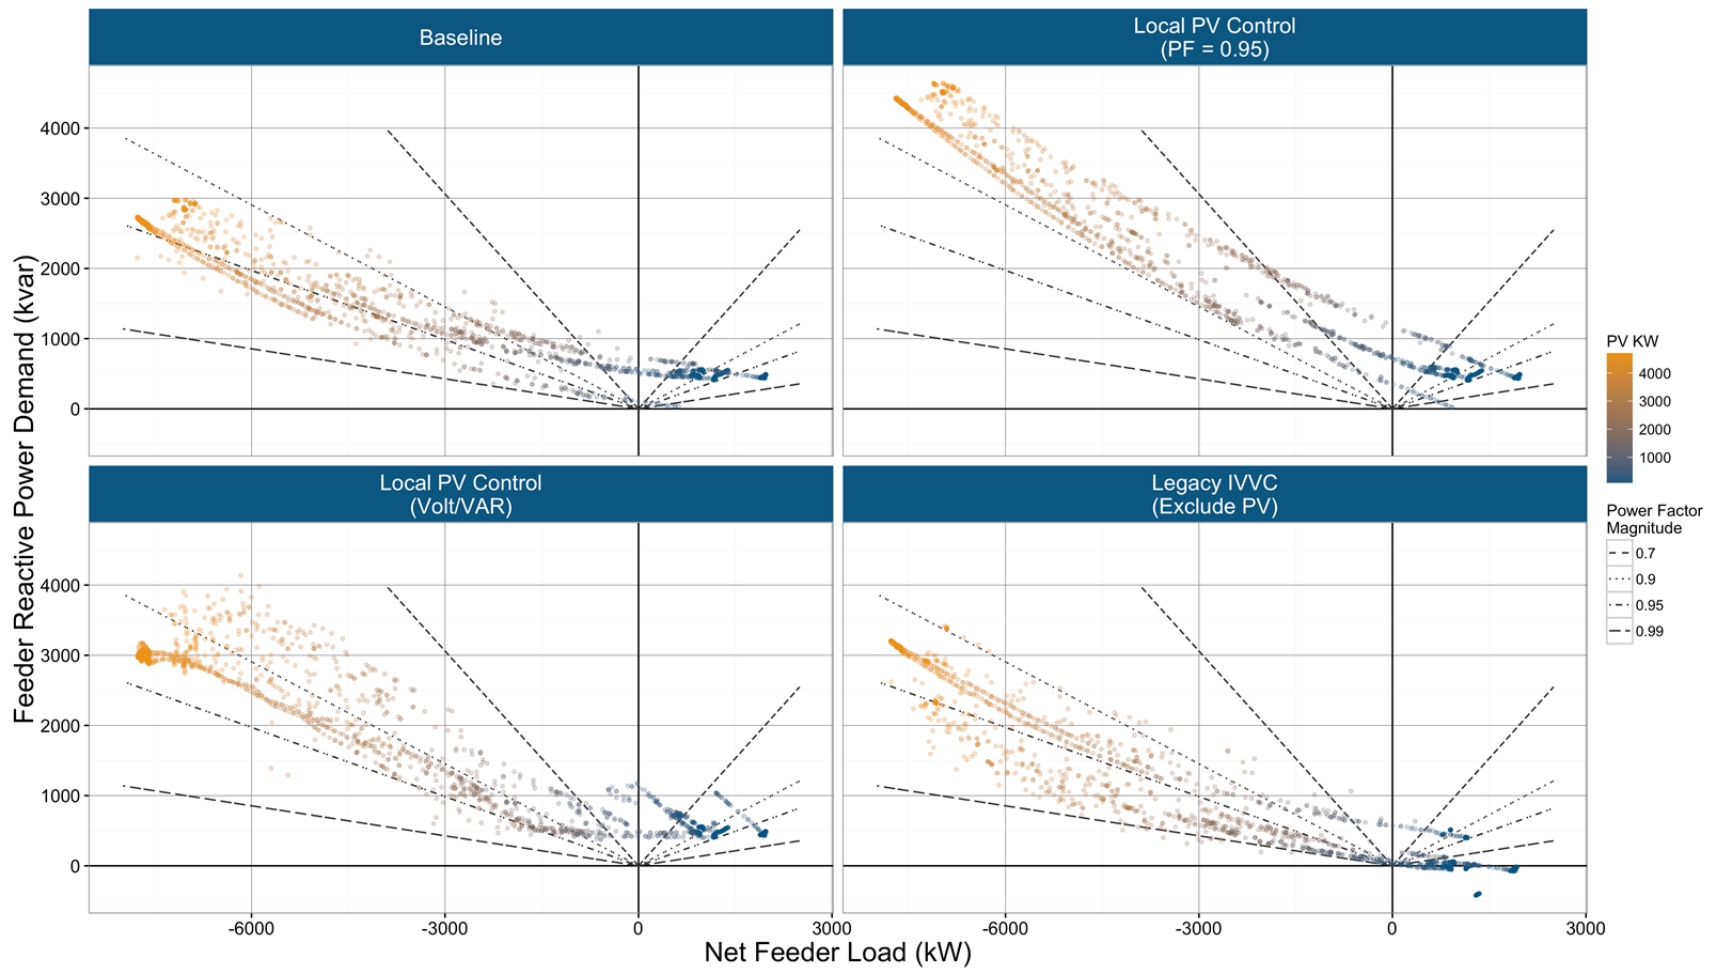 Baseline
Local PV Control
(PF = 0.95)
4000
3000
2000
1000
0
Local PV Control
(Volt/VAR)
Legacy IVVC
(Exclude PV)
4000
3000
2000
1000
0
-6000
-3000
0
3000
-6000
-3000
0
3000
Net Feeder Load (kW)
Feeder Reactive Power Demand (kvar)
PV KW
4000
3000
2000
1000
Power Factor
Magnitude
0.7
0.9
0.95
0.99